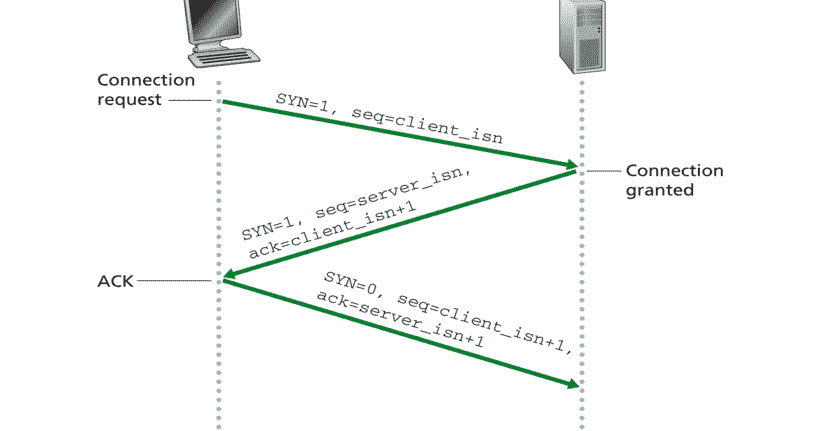 Connection
request
SYN=1, seq=client_isn
Connection
granted
SYN=1, seq=server_isn,
ack=client_isn+1
ACK
SYN=0, seq=client_isn+1,
ack=server_isn+1